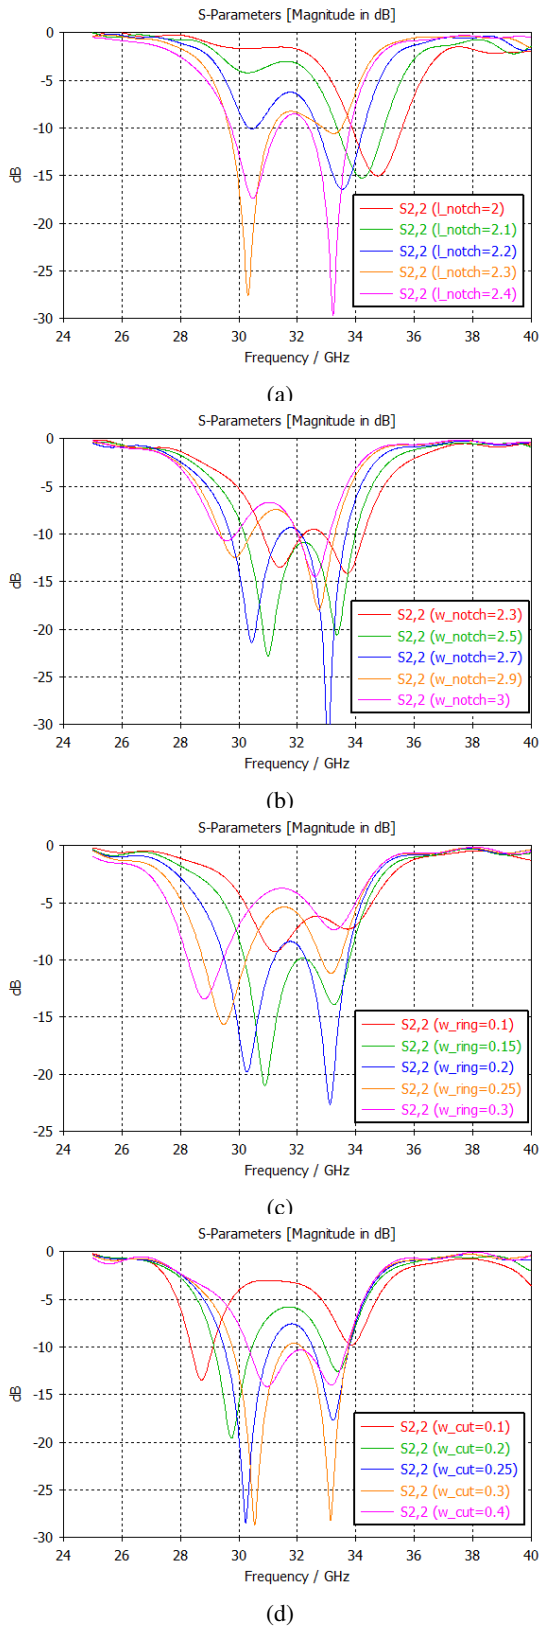 S-Parameters [Magnitude in dB]
0
-5
-10
-15
-20
-25
-30
dB
S2,2 (l_notch=2)
S2,2 (l_notch=2.1)
S2,2 (l_notch=2.2)
S2,2 (l_notch=2.3)
S2,2 (l_notch=2.4)
24 26 28 30 32 34 36 38 40
Frequency / GHz
(a)
S-Parameters [Magnitude in dB]
0
-5
-10
-15
-20
-25
-30
dB
S2,2 (w_notch=2.3)
S2,2 (w_notch=2.5)
S2,2 (w_notch=2.7)
S2,2 (w_notch=2.9)
S2,2 (w_notch=3)
24 26 28 30 32 34 36 38 40
Frequency / GHz
(b)
S-Parameters [Magnitude in dB]
0
-5
-10
-15
-20
-25
dB
S2,2 (w_ring=0.1)
S2,2 (w_ring=0.15)
S2,2 (w_ring=0.2)
S2,2 (w_ring=0.25)
S2,2 (w_ring=0.3)
24 26 28 30 32 34 36 38 40
Frequency / GHz
(c)
S-Parameters [Magnitude in dB]
0
-5
-10
-15
-20
-25
-30
dB
S2,2 (w_cut=0.1)
S2,2 (w_cut=0.2)
S2,2 (w_cut=0.25)
S2,2 (w_cut=0.3)
S2,2 (w_cut=0.4)
24 26 28 30 32 34 36 38 40
Frequency / GHz
(d)